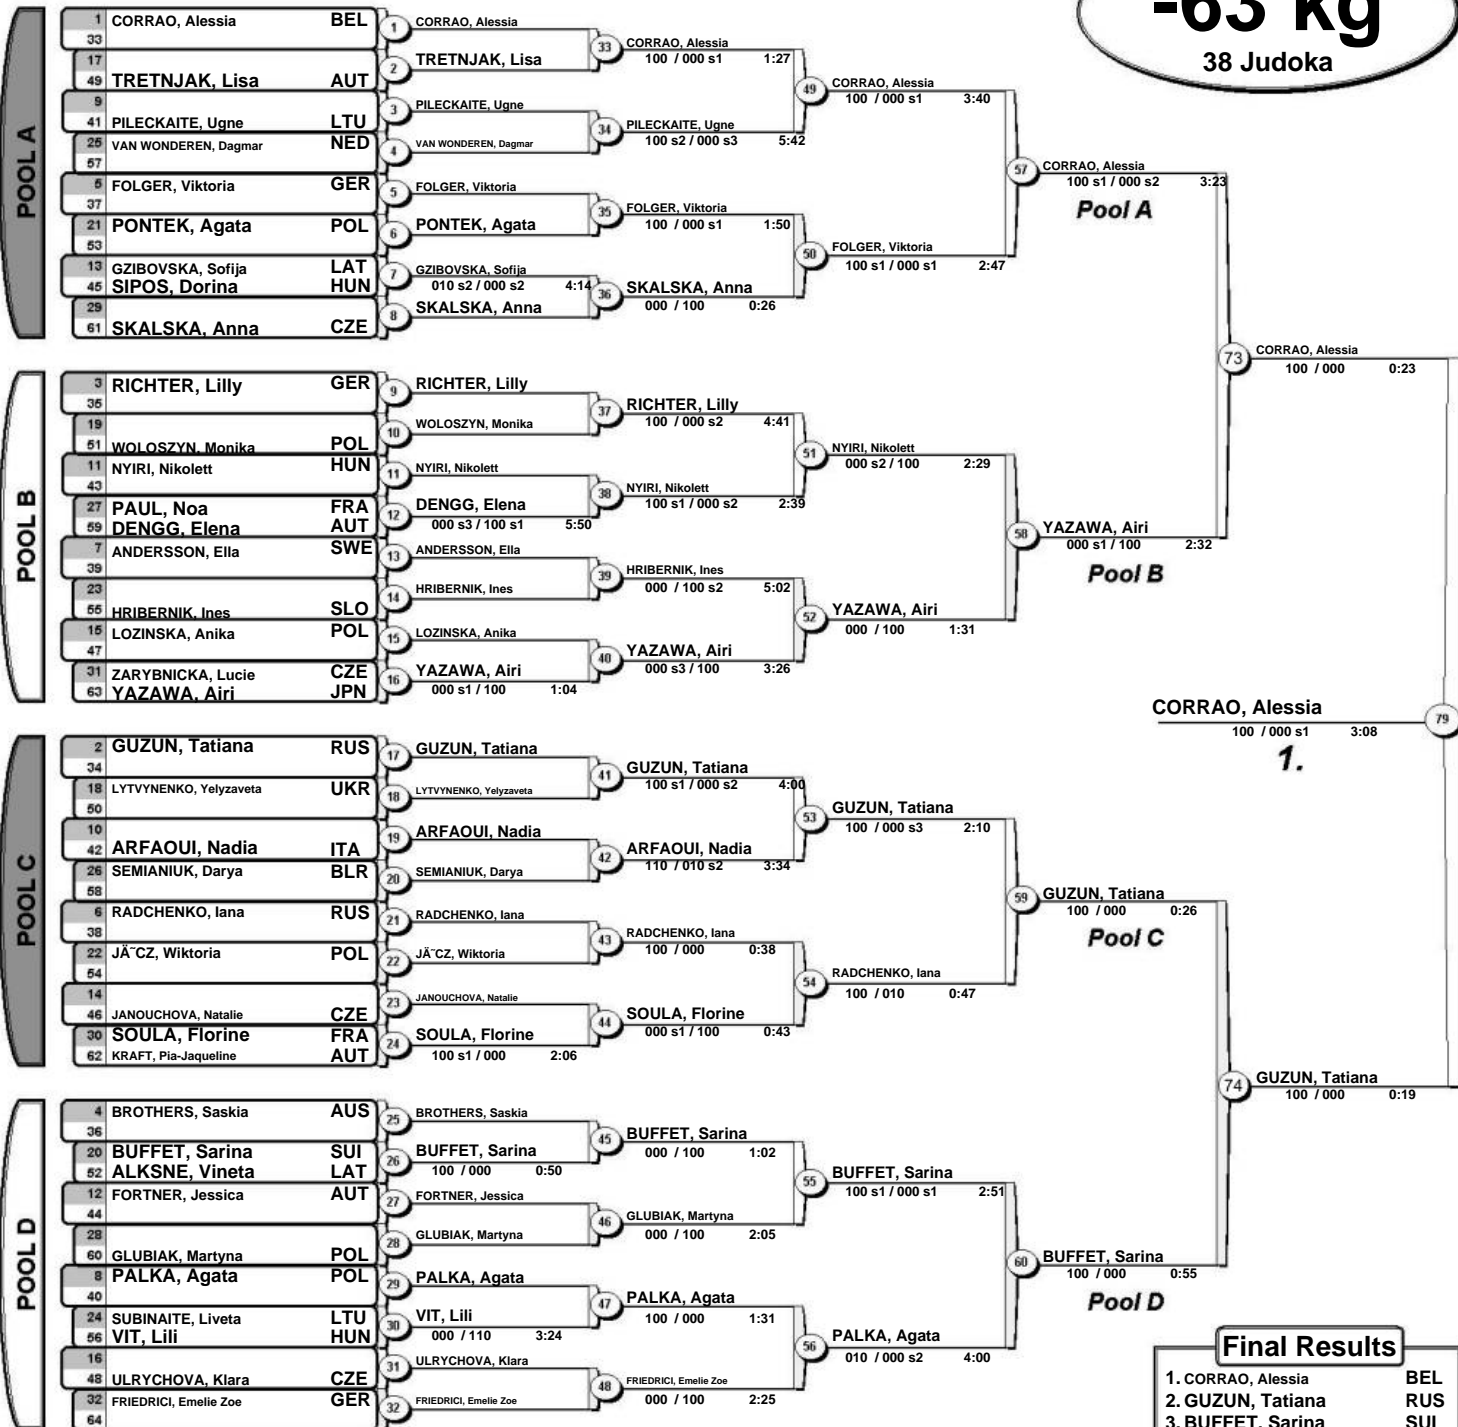 -63 kg
38 Judoka
POOL A
1 CORRAO, Alessia BEL
33
17
49 TRETNJAK, Lisa AUT
9
41 PILECKAITE, Ugne LTU
25 VAN WONDEREN, Dagmar NED
57
5 FOLGER, Viktoria GER
37
21 PONTEK, Agata POL
53
13 GZIBOVSKA, Sofija LAT
45 SIPOS, Dorina HUN
29
61 SKALSKA, Anna CZE
1 CORRAO, Alessia
2 TRETNJAK, Lisa
3 PILECKAITE, Ugne
4 VAN WONDEREN, Dagmar
5 FOLGER, Viktoria
6 PONTEK, Agata
7 GZIBOVSKA, Sofija
010 s2 / 000 s2 4:14
8 SKALSKA, Anna
33 CORRAO, Alessia
100 / 000 s1 1:27
34 PILECKAITE, Ugne
100 s2 / 000 s3 5:42
35 FOLGER, Viktoria
100 / 000 s1 1:50
36 SKALSKA, Anna
000 / 100 0:26
49 CORRAO, Alessia
100 / 000 s1 3:40
50 FOLGER, Viktoria
100 s1 / 000 s1 2:47
57 CORRAO, Alessia
100 s1 / 000 s2 3:23
Pool A
POOL B
3 RICHTER, Lilly GER
35
19
51 WOLOSZYN, Monika POL
11 NYIRI, Nikolett HUN
43
27 PAUL, Noa FRA
59 DENGG, Elena AUT
7 ANDERSSON, Ella SWE
39
23
55 HRIBERNIK, Ines SLO
15 LOZINSKA, Anika POL
47
31 ZARYBNICKA, Lucie CZE
63 YAZAWA, Airi JPN
9 RICHTER, Lilly
10 WOLOSZYN, Monika
11 NYIRI, Nikolett
12 DENGG, Elena
000 s3 / 100 s1 5:50
13 ANDERSSON, Ella
14 HRIBERNIK, Ines
15 LOZINSKA, Anika
16 YAZAWA, Airi
000 s1 / 100 1:04
37 RICHTER, Lilly
100 / 000 s2 4:41
38 NYIRI, Nikolett
100 s1 / 000 s2 2:39
39 HRIBERNIK, Ines
000 / 100 s2 5:02
40 YAZAWA, Airi
000 s3 / 100 3:26
51 NYIRI, Nikolett
000 s2 / 100 2:29
52 YAZAWA, Airi
000 / 100 1:31
58 YAZAWA, Airi
000 s1 / 100 2:32
Pool B
73 CORRAO, Alessia
100 / 000 0:23
CORRAO, Alessia 79
100 / 000 s1 3:08
1.
POOL C
2 GUZUN, Tatiana RUS
34
18 LYTVYNENKO, Yelyzaveta UKR
50
10
42 ARFAOUI, Nadia ITA
26 SEMIANIUK, Darya BLR
58
6 RADCHENKO, Iana RUS
38
22 JÄ˜CZ, Wiktoria POL
54
14
46 JANOUCHOVA, Natalie CZE
30 SOULA, Florine FRA
62 KRAFT, Pia-Jaqueline AUT
17 GUZUN, Tatiana
18 LYTVYNENKO, Yelyzaveta
19 ARFAOUI, Nadia
20 SEMIANIUK, Darya
21 RADCHENKO, Iana
22 JÄ˜CZ, Wiktoria
23 JANOUCHOVA, Natalie
24 SOULA, Florine
100 s1 / 000 2:06
41 GUZUN, Tatiana
100 s1 / 000 s2 4:00
42 ARFAOUI, Nadia
110 / 010 s2 3:34
43 RADCHENKO, Iana
100 / 000 0:38
44 SOULA, Florine
000 s1 / 100 0:43
53 GUZUN, Tatiana
100 / 000 s3 2:10
54 RADCHENKO, Iana
100 / 010 0:47
59 GUZUN, Tatiana
100 / 000 0:26
Pool C
POOL D
4 BROTHERS, Saskia AUS
36
20 BUFFET, Sarina SUI
52 ALKSNE, Vineta LAT
12 FORTNER, Jessica AUT
44
28
60 GLUBIAK, Martyna POL
8 PALKA, Agata POL
40
24 SUBINAITE, Liveta LTU
56 VIT, Lili HUN
16
48 ULRYCHOVA, Klara CZE
32 FRIEDRICI, Emelie Zoe GER
64
25 BROTHERS, Saskia
26 BUFFET, Sarina
100 / 000 0:50
27 FORTNER, Jessica
28 GLUBIAK, Martyna
29 PALKA, Agata
30 VIT, Lili
000 / 110 3:24
31 ULRYCHOVA, Klara
32 FRIEDRICI, Emelie Zoe
45 BUFFET, Sarina
000 / 100 1:02
46 GLUBIAK, Martyna
000 / 100 2:05
47 PALKA, Agata
100 / 000 1:31
48 FRIEDRICI, Emelie Zoe
000 / 100 2:25
55 BUFFET, Sarina
100 s1 / 000 s1 2:51
56 PALKA, Agata
010 / 000 s2 4:00
60 BUFFET, Sarina
100 / 000 0:55
Pool D
74 GUZUN, Tatiana
100 / 000 0:19
Final Results
1. CORRAO, Alessia BEL
2. GUZUN, Tatiana RUS
3. BUFFET, Sarina SUI